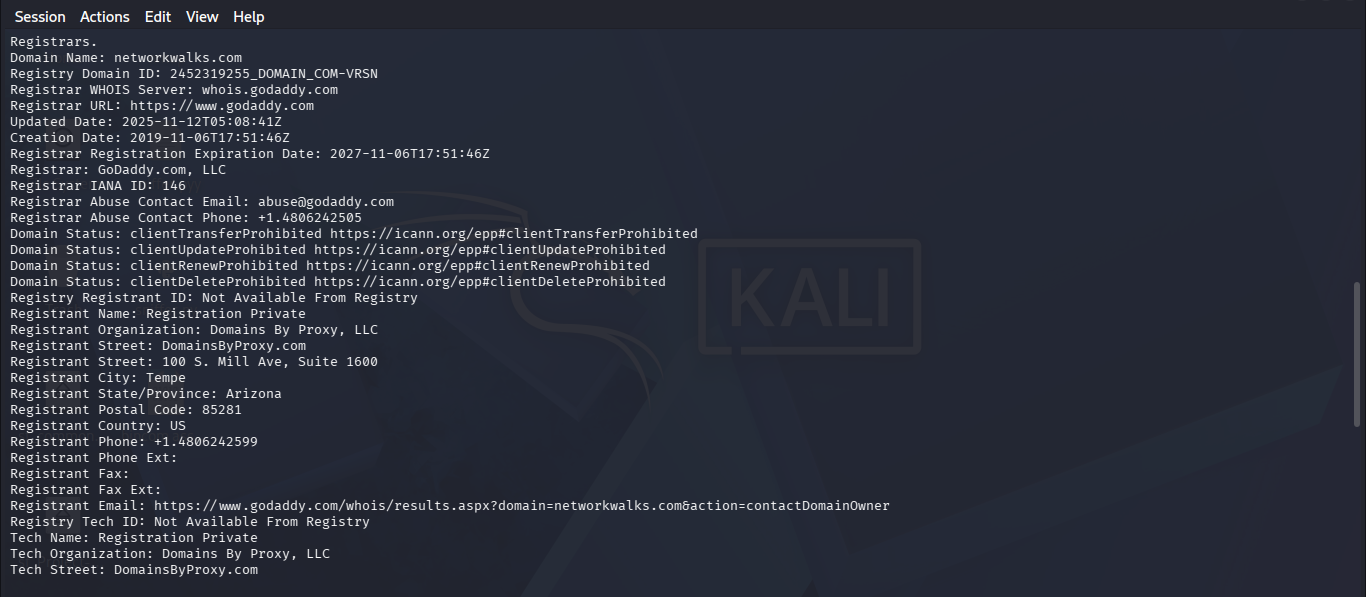 Session Actions Edit View Help
Registrars.
Domain Name: networkwalks.com
Registry Domain ID: 2452319255_DOMAIN_COM-VRSN
Registrar WHOIS Server: whois.godaddy.com
Registrar URL: https://www.godaddy.com
Updated Date: 2025-11-12T05:08:41Z
Creation Date: 2019-11-06T17:51:46Z
Registrar Registration Expiration Date: 2027-11-06T17:51:46Z
Registrar: GoDaddy.com, LLC
Registrar IANA ID: 146
Registrar Abuse Contact Email: abuse@godaddy.com
Registrar Abuse Contact Phone: +1.4806242505
Domain Status: clientTransferProhibited https://icann.org/epp#clientTransferProhibited
Domain Status: clientUpdateProhibited https://icann.org/epp#clientUpdateProhibited
Domain Status: clientRenewProhibited https://icann.org/epp#clientRenewProhibited
Domain Status: clientDeleteProhibited https://icann.org/epp#clientDeleteProhibited
Registry Registrant ID: Not Available From Registry
Registrant Name: Registration Private
Registrant Organization: Domains By Proxy, LLC
Registrant Street: DomainsByProxy.com
Registrant Street: 100 S. Mill Ave, Suite 1600
Registrant City: Tempe
Registrant State/Province: Arizona
Registrant Postal Code: 85281
Registrant Country: US
Registrant Phone: +1.4806242599
Registrant Phone Ext:
Registrant Fax:
Registrant Fax Ext:
Registrant Email: https://www.godaddy.com/whois/results.aspx?domain=networkwalks.com&action=contactDomainOwner
Registry Tech ID: Not Available From Registry
Tech Name: Registration Private
Tech Organization: Domains By Proxy, LLC
Tech Street: DomainsByProxy.com
KALI